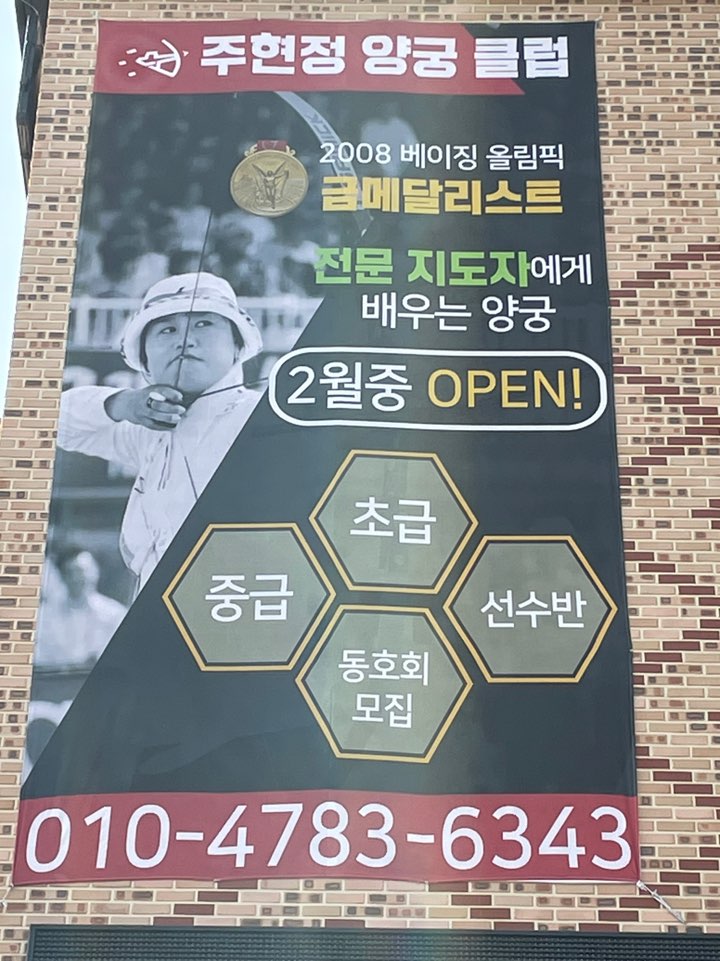 주현정 양궁 클럽
2008 베이징 올림픽
금메달리스트
전문 지도자에게
배우는 양궁
2월중 OPEN!
초급
중급
선수반
동호회
모집
010-4783-6343